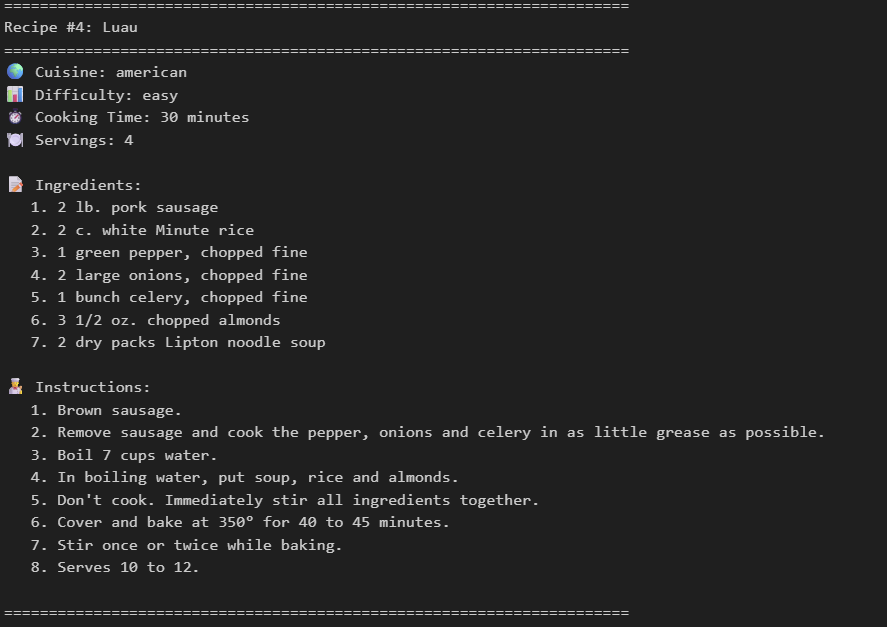 ======================================================================
Recipe #4: Luau
======================================================================
🌍 Cuisine: american
📊 Difficulty: easy
⏱️ Cooking Time: 30 minutes
🍽️ Servings: 4
📝 Ingredients:
1. 2 lb. pork sausage
2. 2 c. white Minute rice
3. 1 green pepper, chopped fine
4. 2 large onions, chopped fine
5. 1 bunch celery, chopped fine
6. 3 1/2 oz. chopped almonds
7. 2 dry packs Lipton noodle soup
👨‍🍳 Instructions:
1. Brown sausage.
2. Remove sausage and cook the pepper, onions and celery in as little grease as possible.
3. Boil 7 cups water.
4. In boiling water, put soup, rice and almonds.
5. Don't cook. Immediately stir all ingredients together.
6. Cover and bake at 350° for 40 to 45 minutes.
7. Stir once or twice while baking.
8. Serves 10 to 12.
======================================================================